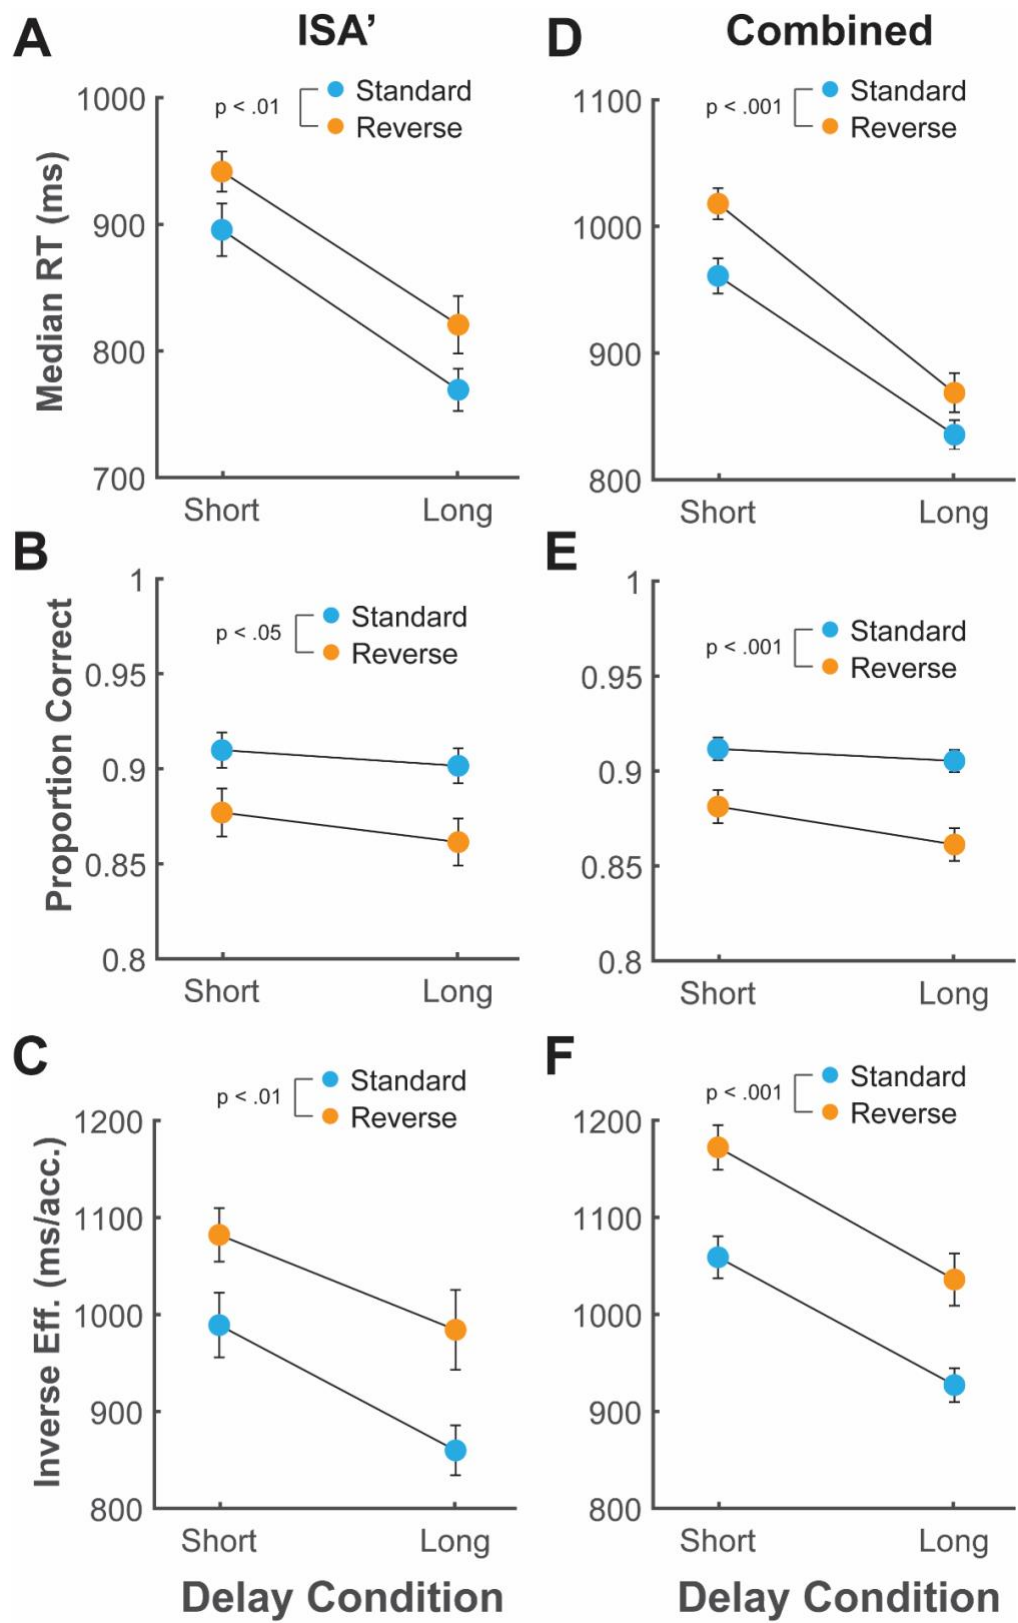 A
ISA’
1000
900
800
700
Median RT (ms)
p < .01
Standard
Reverse
Short
Long
B
1
0.95
0.9
0.85
0.8
Proportion Correct
p < .05
Standard
Reverse
Short
Long
C
1200
1100
1000
900
800
Inverse Eff. (ms/acc.)
p < .01
Standard
Reverse
Short
Long
Delay Condition
D
Combined
1100
1000
900
800
p < .001
Standard
Reverse
Short
Long
E
1
0.95
0.9
0.85
0.8
p < .001
Standard
Reverse
Short
Long
F
1200
1100
1000
900
800
p < .001
Standard
Reverse
Short
Long
Delay Condition